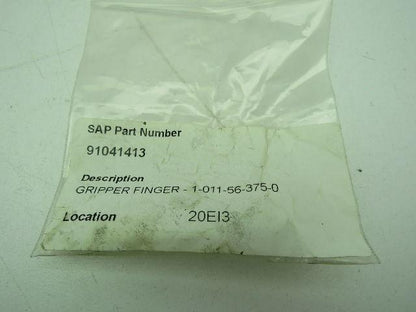 SAP Part Number
91041413
Description
GRIPPER FINGER - 1-011-56-375-0
Location 20EI3